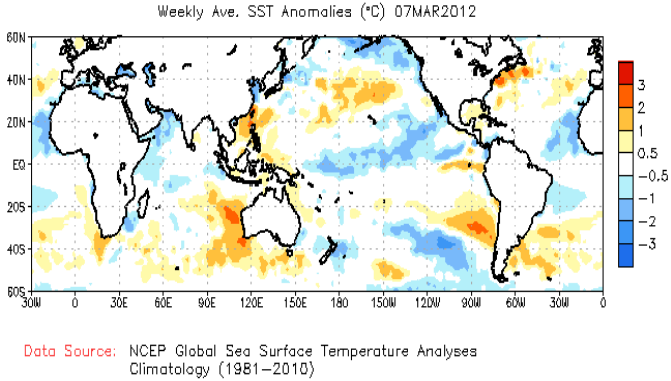 Weekly Ave. SST Anomalies (°C) 07MAR2012
60N
40N
20N
EQ
20S
40S
60S
30W 0 30E 60E 90E 120E 150E 180 150W 120W 90W 60W 30W 0
3
2
1
0.5
-0.5
-1
-2
-3
Data Source: NCEP Global Sea Surface Temperature Analyses
Climatology (1981-2010)